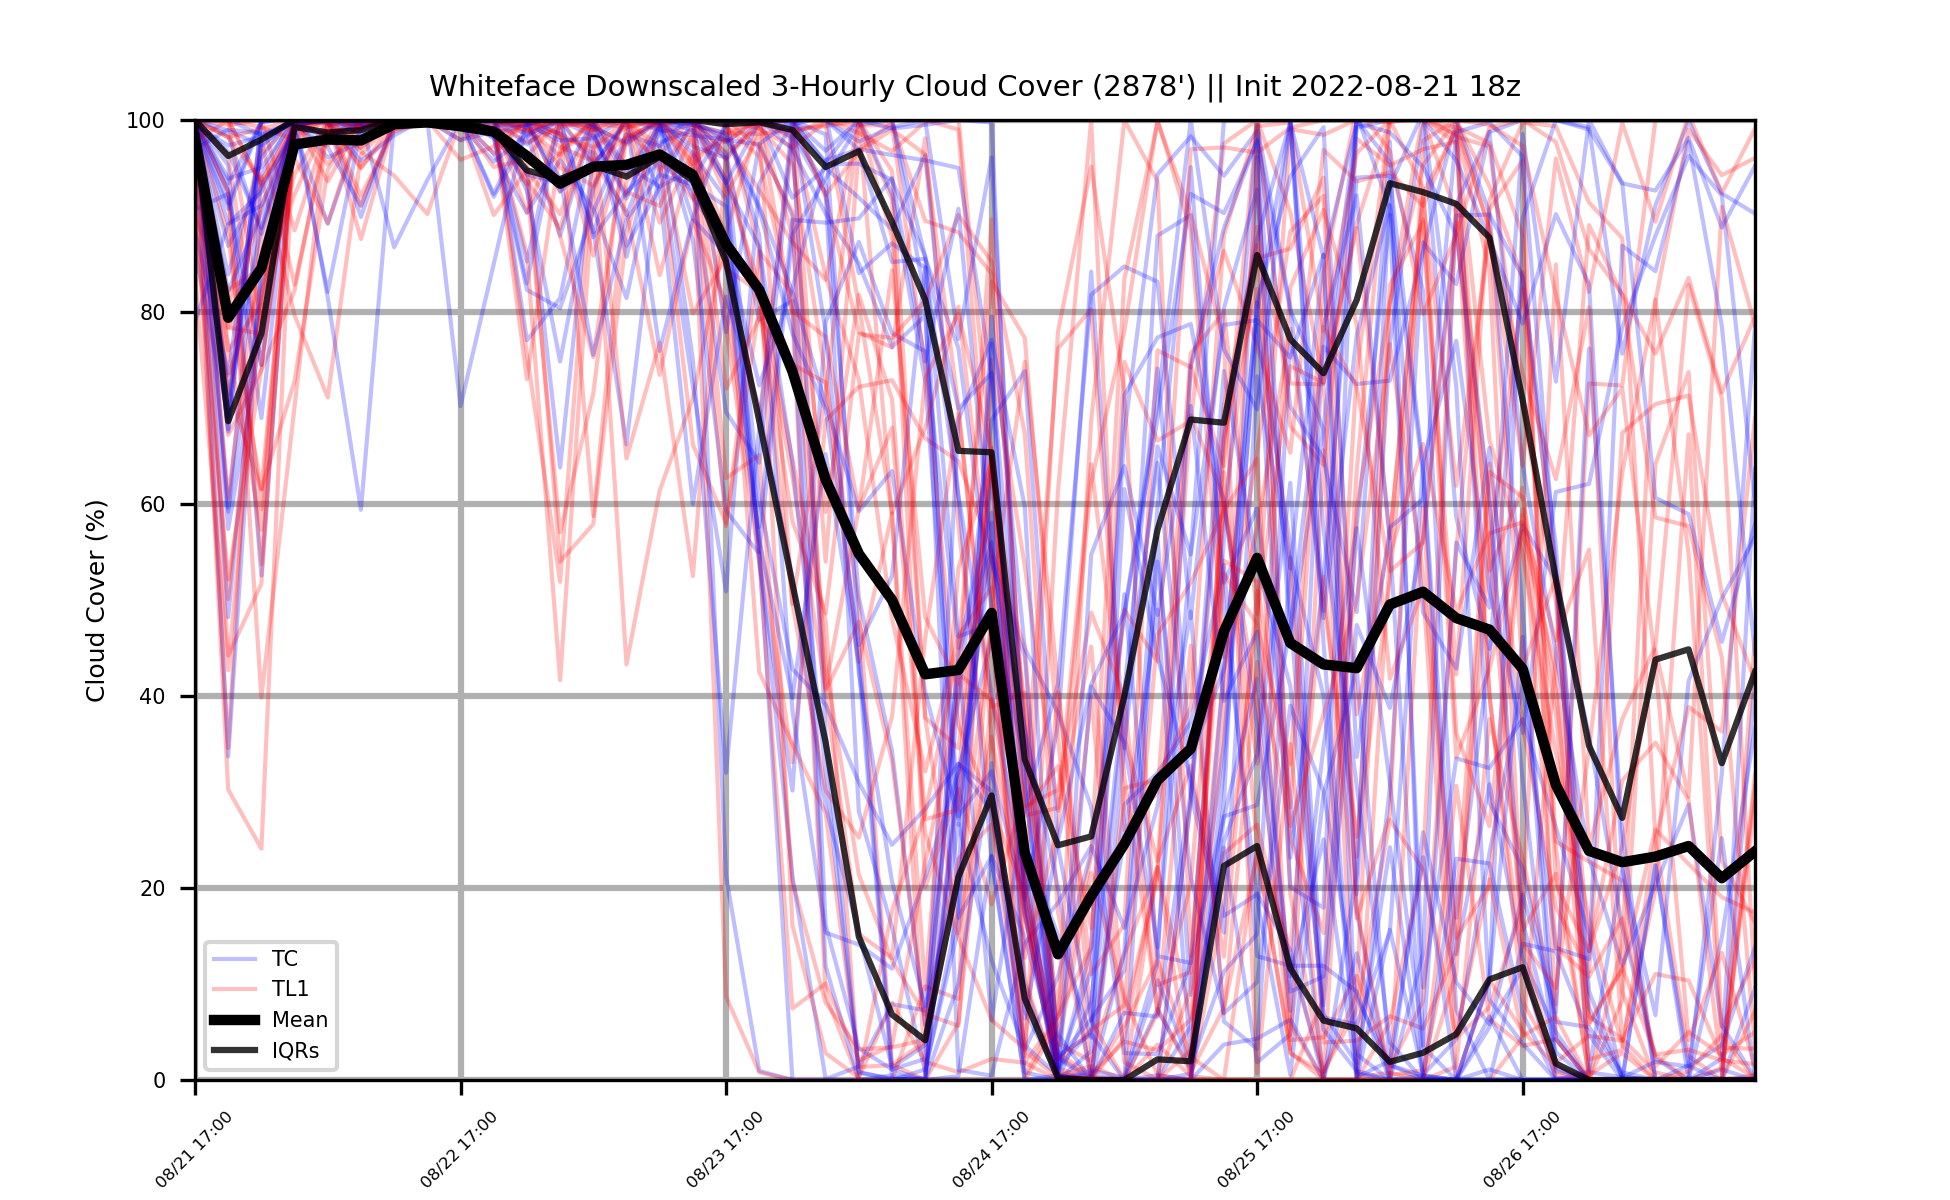 Whiteface Downscaled 3-Hourly Cloud Cover (2878') || Init 2022-08-21 18z
Cloud Cover (%)
100
80
60
40
20
0
TC
TL1
Mean
IQRs
08/21 17:00
08/22 17:00
08/23 17:00
08/24 17:00
08/25 17:00
08/26 17:00